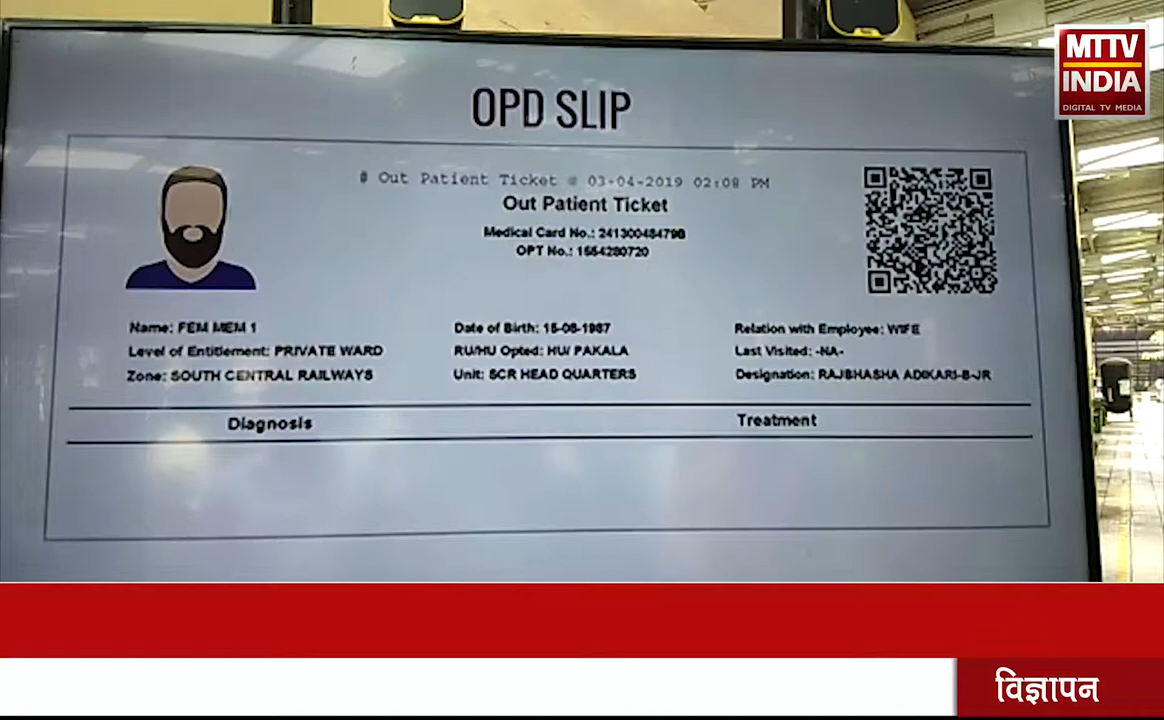 MTTV
INDIA
DIGITAL TV MEDIA
OPD SLIP
# Out Patient Ticket @ 03-04-2019 02:08 PM
Out Patient Ticket
Medical Card No.: 241300484798
OPT No.: 1554280720
Name: FEM MEM 1 Date of Birth: 15-08-1987 Relation with Employee: WIFE
Level of Entitlement: PRIVATE WARD RU/HU Opted: HU/ PAKALA Last Visited: -NA-
Zone: SOUTH CENTRAL RAILWAYS Unit: SCR HEAD QUARTERS Designation: RAJBHASHA ADIKARI-B-JR
Diagnosis Treatment
विज्ञापन